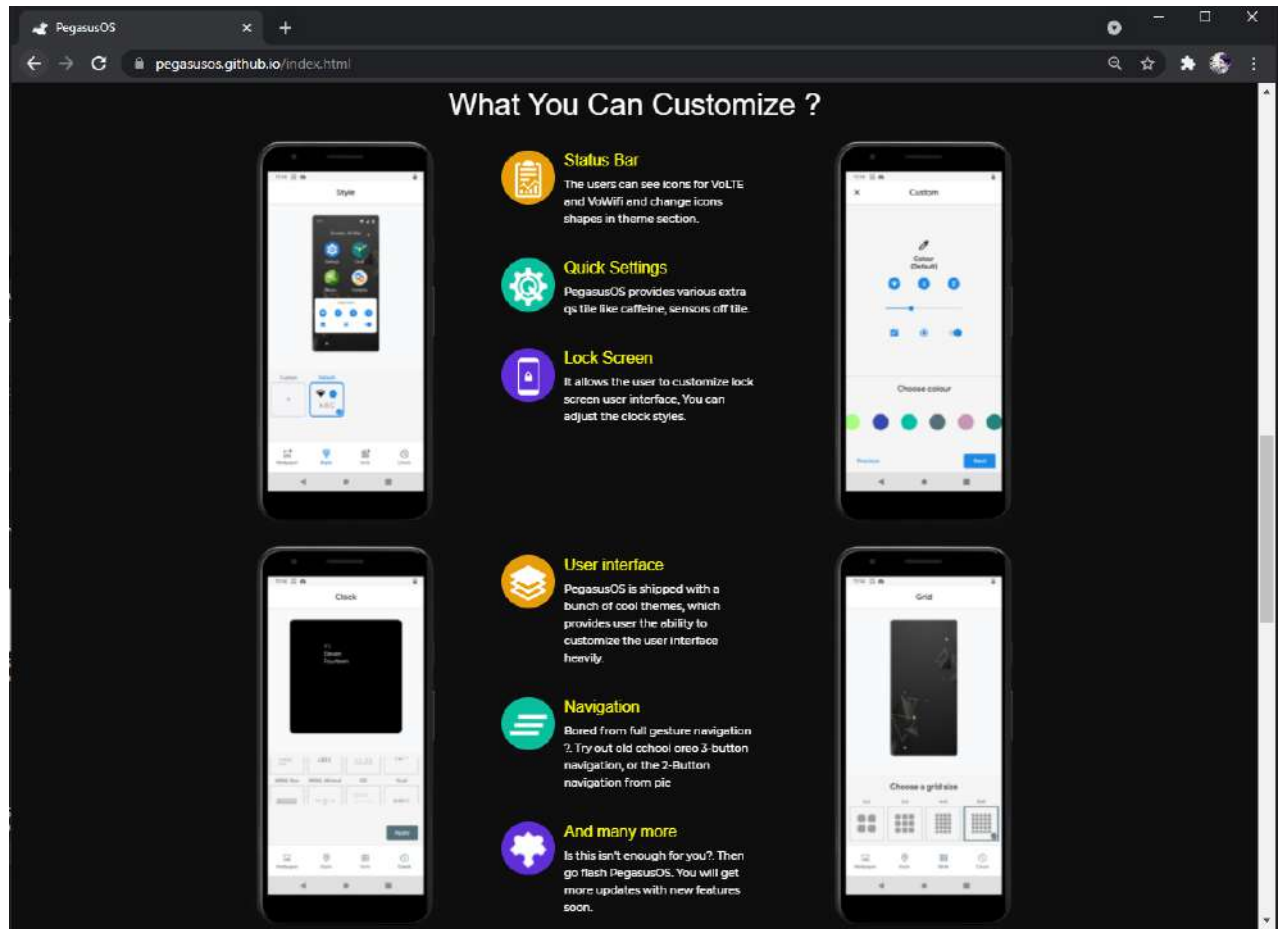 PegasusOS
pegasusos.github.io/index.html
What You Can Customize ?
Style
Custom
Default
Status Bar
The users can see icons for VoLTE
and VoWifi and change icons
shapes in theme section.
Quick Settings
PegasusOS provides various extra
qs tile like caffeine, sensors off tile.
Lock Screen
It allows the user to customize lock
screen user interface, You can
adjust the clock styles.
Custom
Colour
(Default)
Choose colour
Previous
Next
Clock
Apply
User interface
PegasusOS is shipped with a
bunch of cool themes, which
provides user the ability to
customize the user interface
heavily.
Navigation
Bored from full gesture navigation
?. Try out old school oreo 3-button
navigation, or the 2-Button
navigation from pie
And many more
Is this isn't enough for you?. Then
go flash PegasusOS. You will get
more updates with new features
soon.
Grid
Choose a grid size